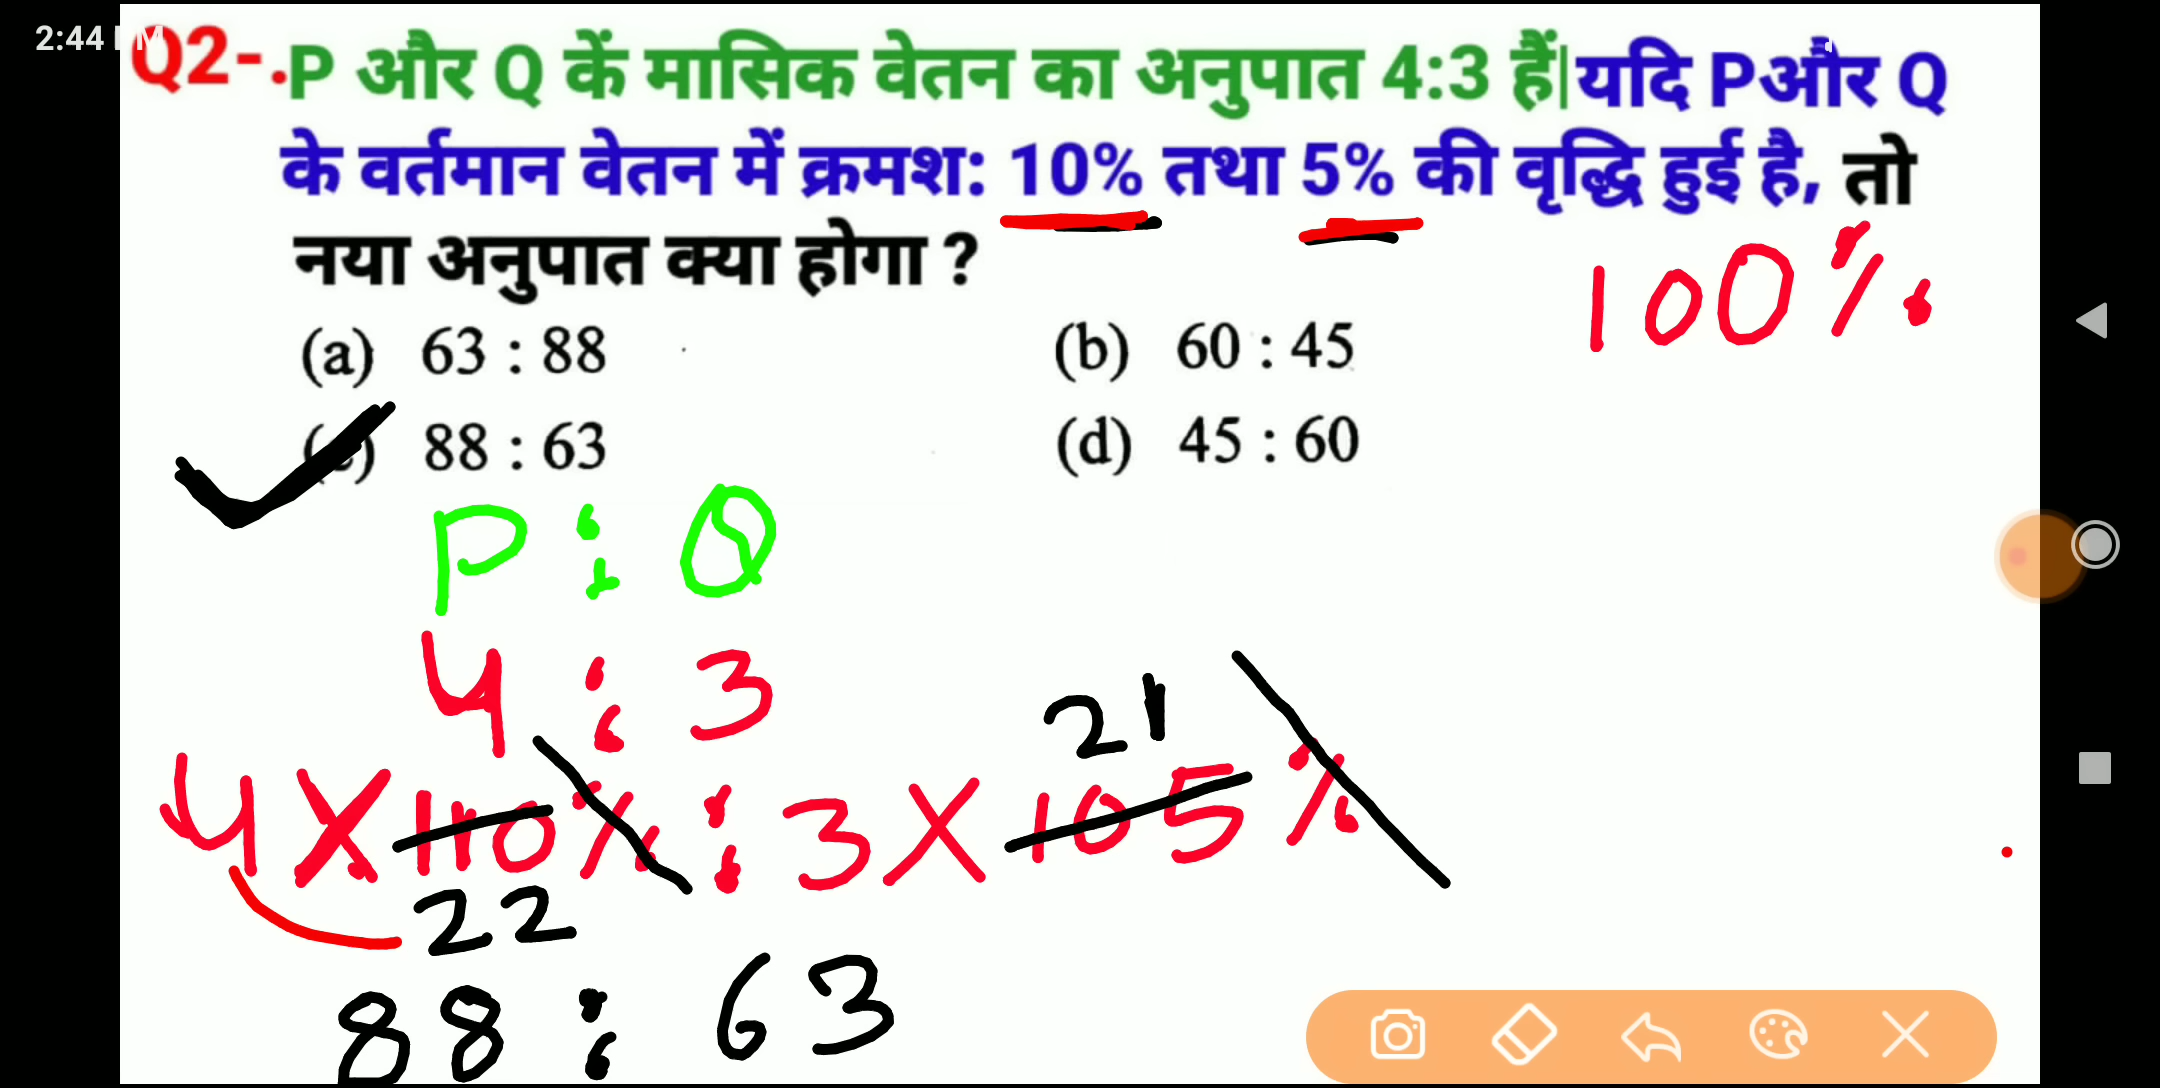 2:44 PM
Q2-.P और Q कें मासिक वेतन का अनुपात 4:3 हैं|यदि Pऔर Q
के वर्तमान वेतन में क्रमश: 10% तथा 5% की वृद्धि हुई है, तो
नया अनुपात क्या होगा ?
100%
(a) 63 : 88 (b) 60 : 45
(c) 88 : 63 (d) 45 : 60
P : Q
4 : 3
21
4 X 110% : 3 X 105%
22
88 : 63